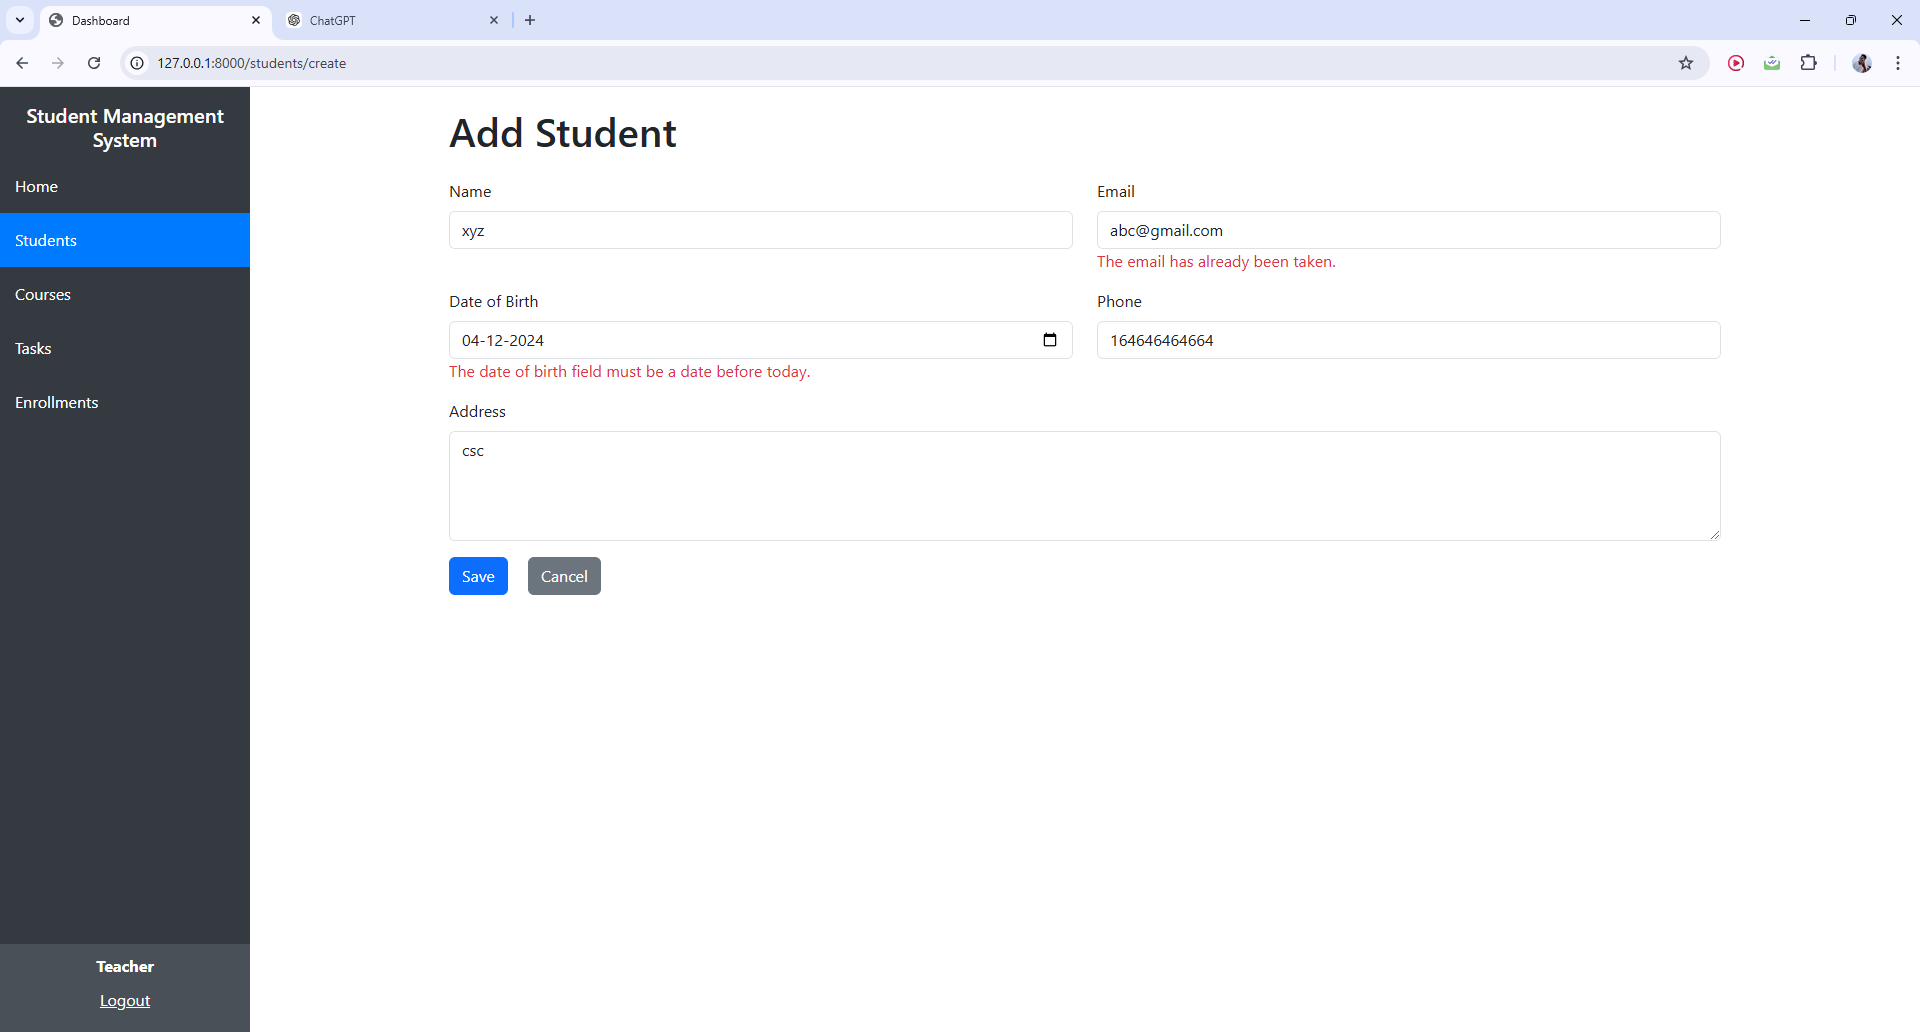 Dashboard
ChatGPT
127.0.0.1:8000/students/create
Student Management
System
Home
Students
Courses
Tasks
Enrollments
Teacher
Logout
Add Student
Name
Email
xyz
abc@gmail.com
The email has already been taken.
Date of Birth
Phone
04-12-2024
164646464664
The date of birth field must be a date before today.
Address
csc
Save
Cancel